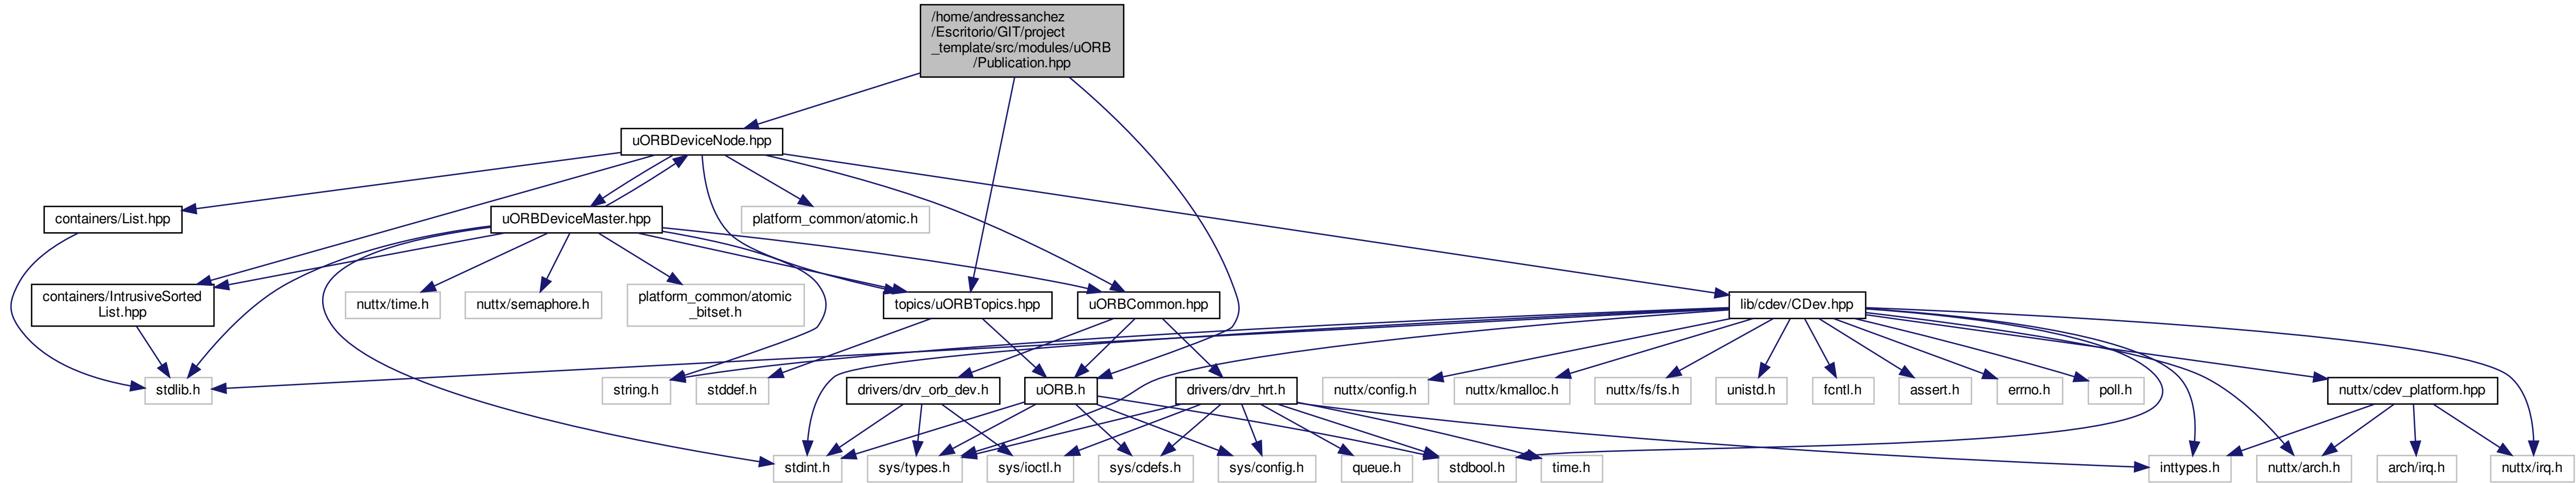 /home/andressanchez
/Escritorio/GIT/project
_template/src/modules/uORB
/Publication.hpp
uORBDeviceNode.hpp
containers/List.hpp
uORBDeviceMaster.hpp
platform_common/atomic.h
containers/IntrusiveSorted
List.hpp
nuttx/time.h
nuttx/semaphore.h
platform_common/atomic
_bitset.h
topics/uORBTopics.hpp
uORBCommon.hpp
lib/cdev/CDev.hpp
stdlib.h
string.h
stddef.h
drivers/drv_orb_dev.h
uORB.h
drivers/drv_hrt.h
nuttx/config.h
nuttx/kmalloc.h
nuttx/fs/fs.h
unistd.h
fcntl.h
assert.h
errno.h
poll.h
nuttx/cdev_platform.hpp
stdint.h
sys/types.h
sys/ioctl.h
sys/cdefs.h
sys/config.h
queue.h
stdbool.h
time.h
inttypes.h
nuttx/arch.h
arch/irq.h
nuttx/irq.h